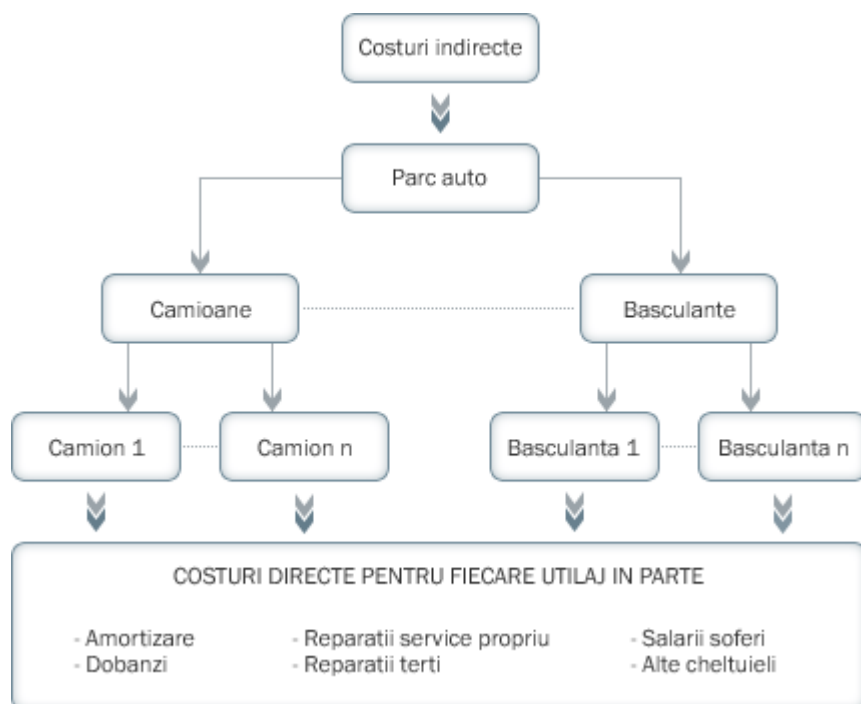 Costuri indirecte
Parc auto
Camioane
Basculante
Camion 1
Camion n
Basculanta 1
Basculanta n
COSTURI DIRECTE PENTRU FIECARE UTILAJ IN PARTE
- Amortizare
- Dobanzi
- Reparatii service propriu
- Reparatii terti
- Salarii soferi
- Alte cheltuieli